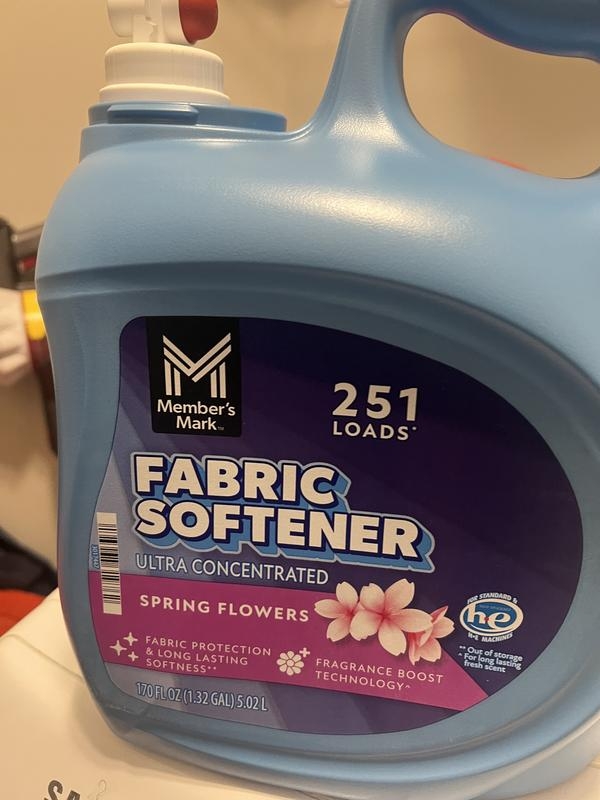 Member's
Mark™
251
LOADS*
FABRIC
SOFTENER
ULTRA CONCENTRATED
SPRING FLOWERS
FABRIC PROTECTION
& LONG LASTING
SOFTNESS**
FRAGRANCE BOOST
TECHNOLOGY^
170 FL OZ (1.32 GAL) 5.02 L
FOR STANDARD &
he
H•E MACHINES
** Out of storage
^ For long lasting
fresh scent